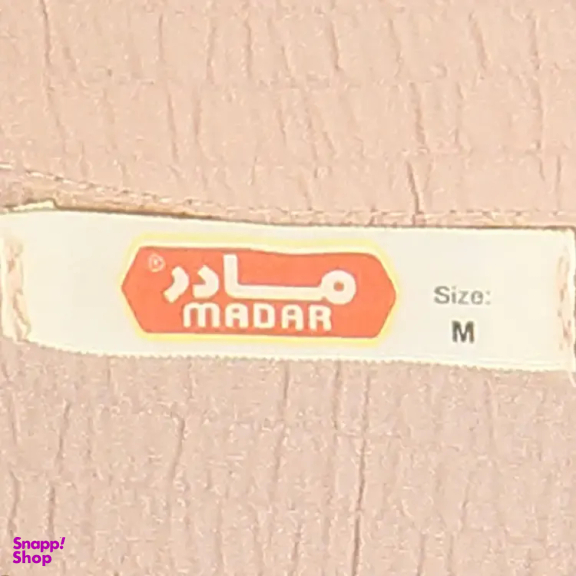 مادر®
MADAR
Size:
M
Snapp!
Shop